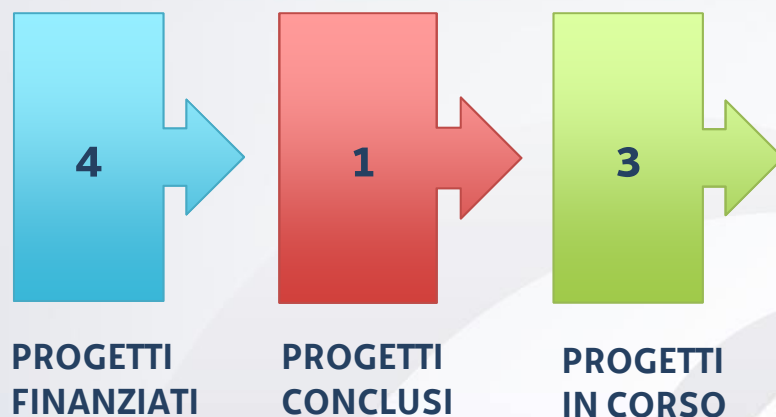 4
1
3
PROGETTI
FINANZIATI
PROGETTI
CONCLUSI
PROGETTI
IN CORSO